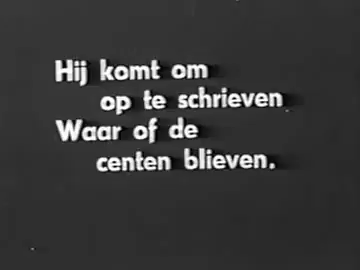 Hij komt om
op te schrieven
Waar of de
centen blieven.